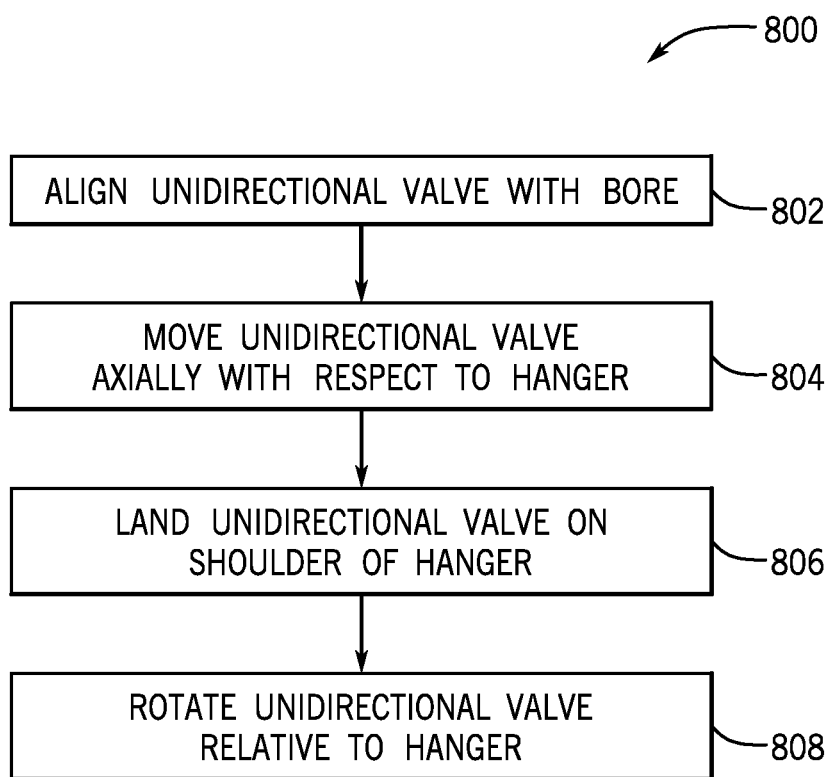 800
ALIGN UNIDIRECTIONAL VALVE WITH BORE
802
MOVE UNIDIRECTIONAL VALVE
AXIALLY WITH RESPECT TO HANGER
804
LAND UNIDIRECTIONAL VALVE ON
SHOULDER OF HANGER
806
ROTATE UNIDIRECTIONAL VALVE
RELATIVE TO HANGER
808